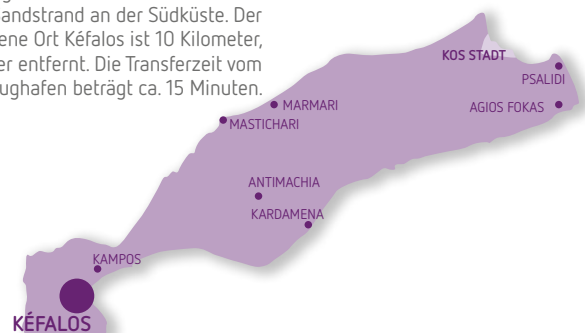 andstrand an der Südküste. Der
ene Ort Kéfalos ist 10 Kilometer,
er entfernt. Die Transferzeit vom
ughafen beträgt ca. 15 Minuten.
KOS STADT
PSALIDI
MARMARI
AGIOS FOKAS
MASTICHARI
ANTIMACHIA
KARDAMENA
KAMPOS
KÉFALOS